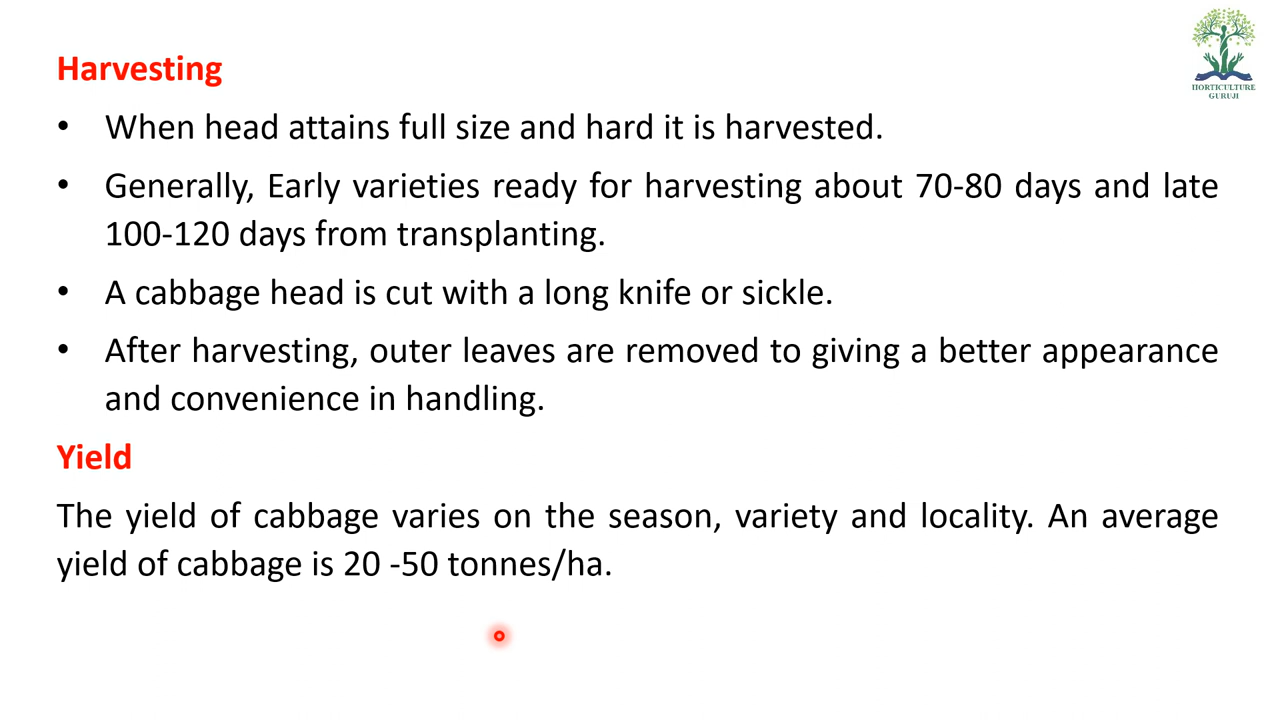 HORTICULTURE
GURUJI
Harvesting
• When head attains full size and hard it is harvested.
• Generally, Early varieties ready for harvesting about 70-80 days and late
100-120 days from transplanting.
• A cabbage head is cut with a long knife or sickle.
• After harvesting, outer leaves are removed to giving a better appearance
and convenience in handling.
Yield
The yield of cabbage varies on the season, variety and locality. An average
yield of cabbage is 20 -50 tonnes/ha.